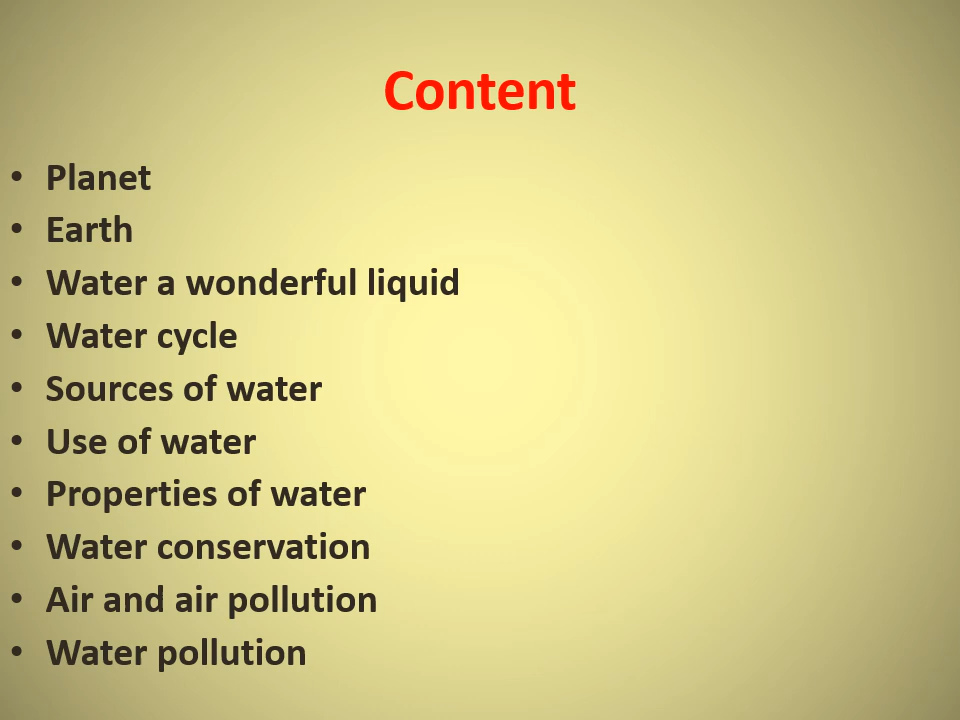 Content
• Planet
• Earth
• Water a wonderful liquid
• Water cycle
• Sources of water
• Use of water
• Properties of water
• Water conservation
• Air and air pollution
• Water pollution